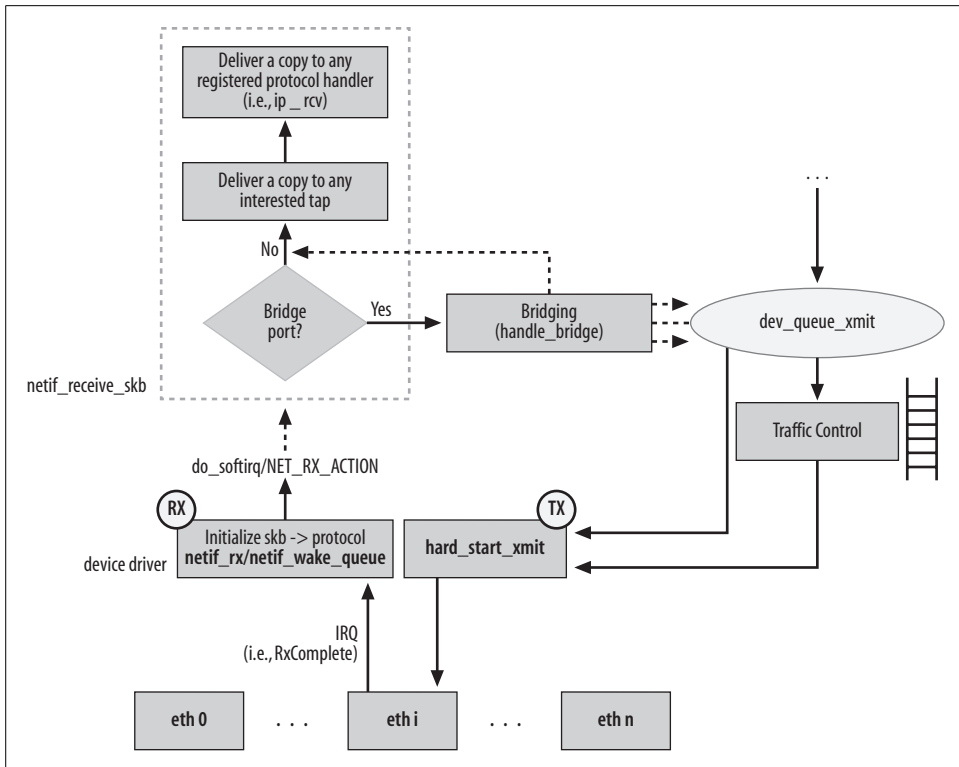 Deliver a copy to any
registered protocol handler
(i.e., ip _ rcv)
Deliver a copy to any
interested tap
. . .
No
Bridge
port?
Yes
Bridging
(handle_bridge)
dev_queue_xmit
netif_receive_skb
Traffic Control
do_softirq/NET_RX_ACTION
RX
TX
Initialize skb -> protocol
netif_rx/netif_wake_queue
hard_start_xmit
device driver
IRQ
(i.e., RxComplete)
eth 0
. . .
eth i
. . .
eth n